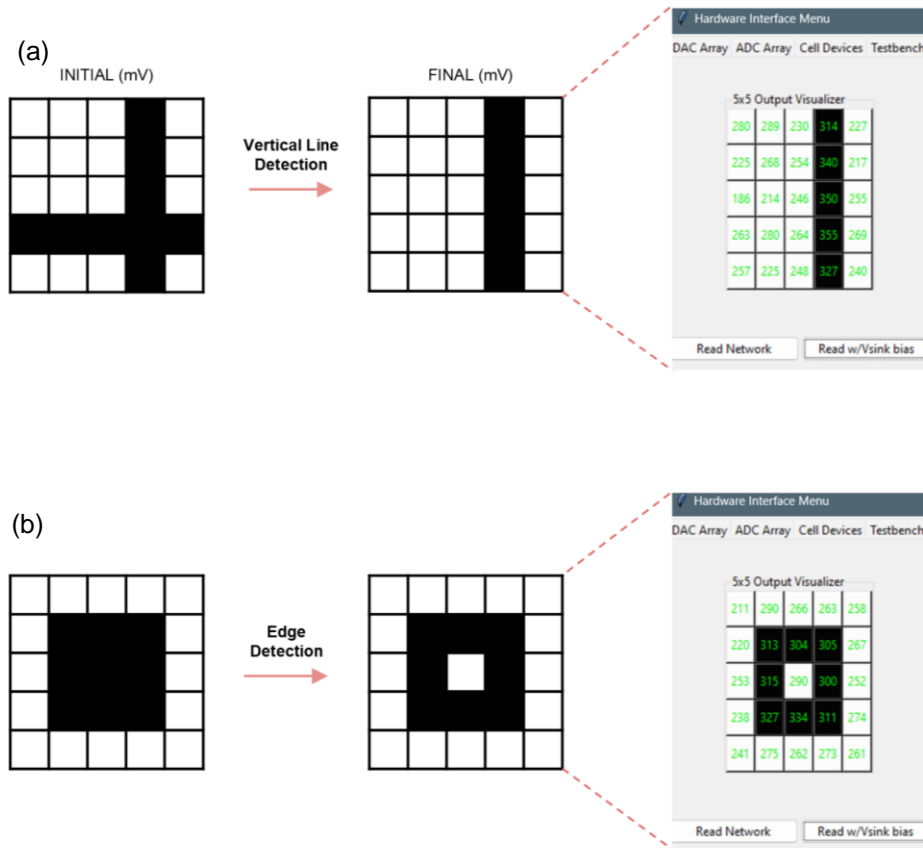 (a)
INITIAL (mV)
FINAL (mV)
Vertical Line
Detection
Hardware Interface Menu
DAC Array ADC Array Cell Devices Testbench
5x5 Output Visualizer
280 289 230 314 227
225 268 254 340 217
186 214 246 350 255
263 280 264 355 269
257 225 248 327 240
Read Network Read w/Vsink bias
(b)
Edge
Detection
Hardware Interface Menu
DAC Array ADC Array Cell Devices Testbench
5x5 Output Visualizer
211 290 266 263 258
220 313 304 305 267
253 315 290 300 252
238 327 334 311 274
241 275 262 273 261
Read Network Read w/Vsink bias